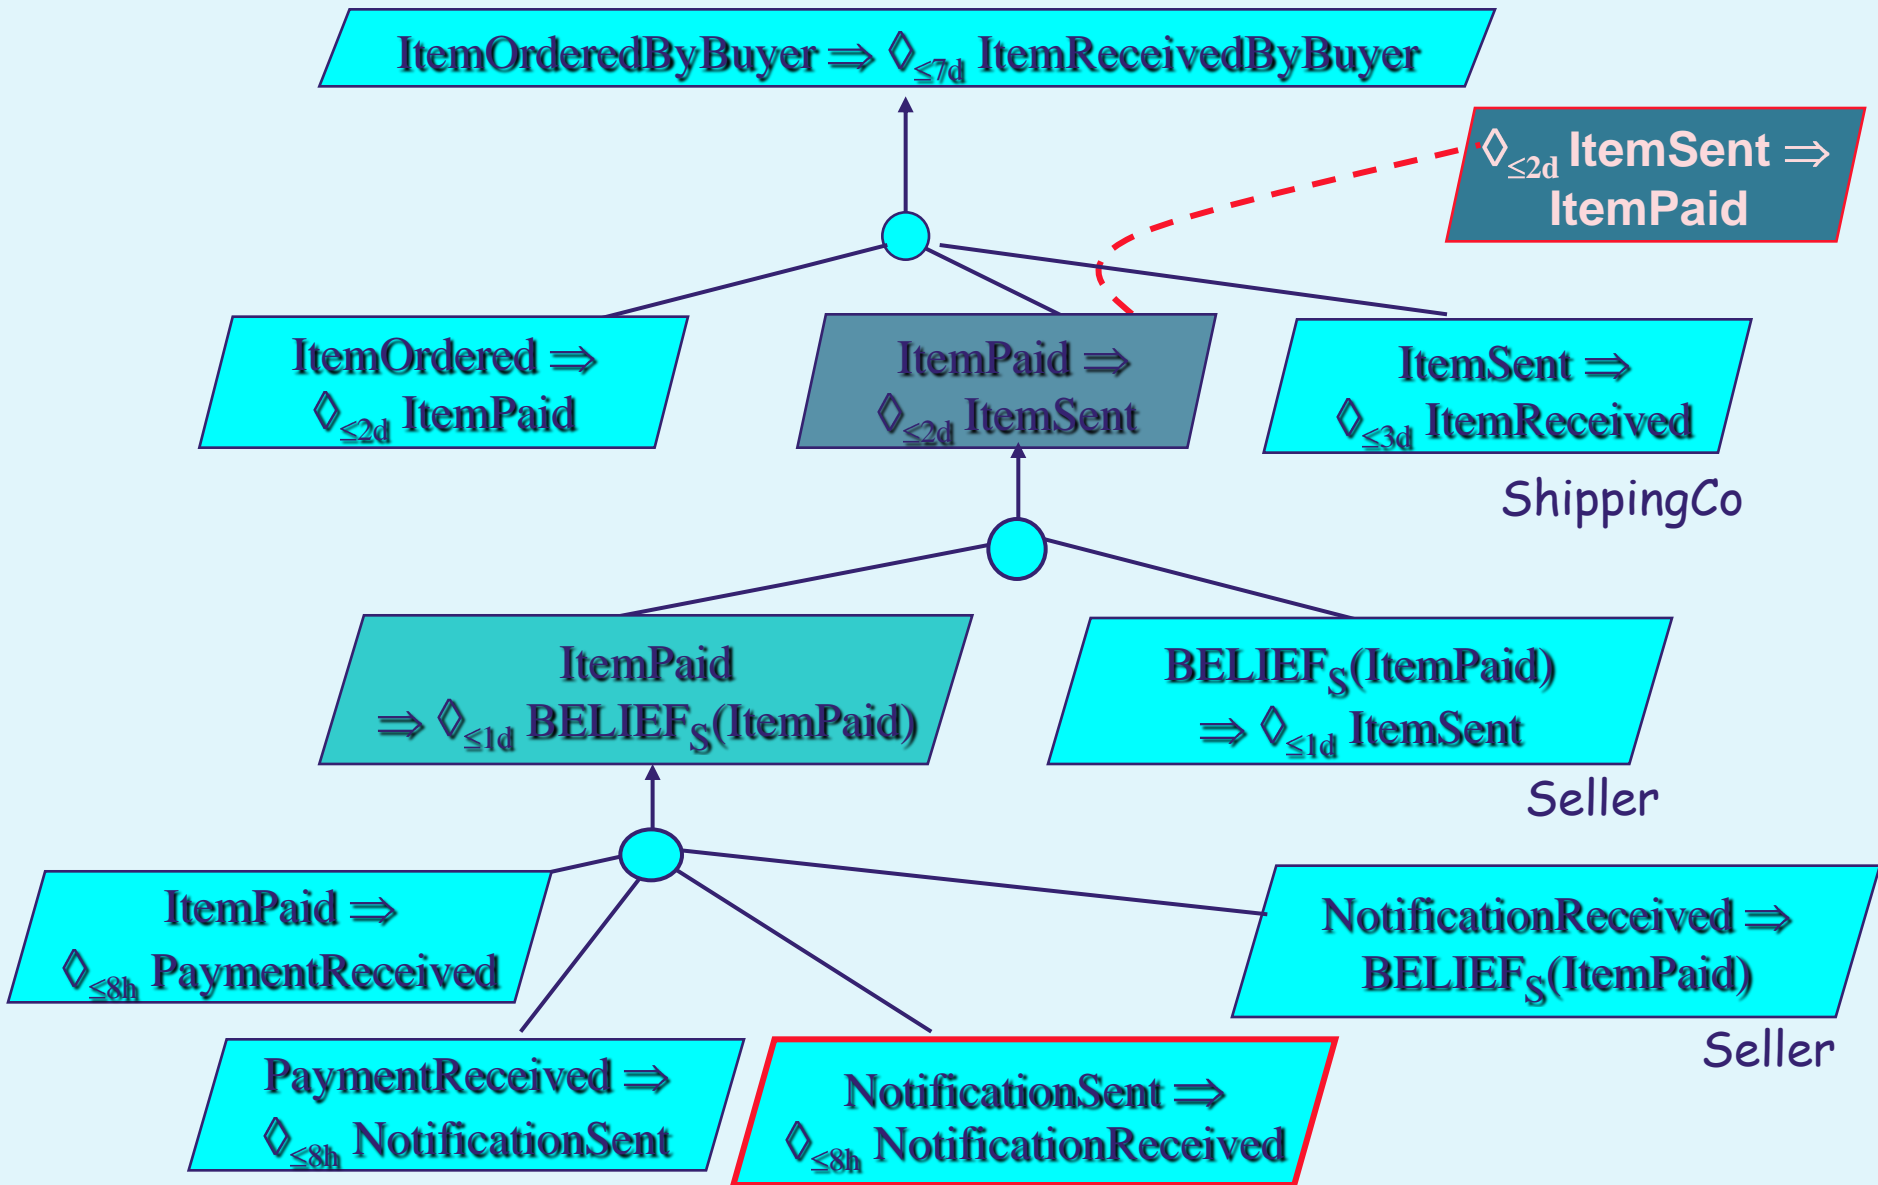 ItemOrderedByBuyer ⇒ ◊≤7d ItemReceivedByBuyer
◊≤2d ItemSent ⇒
ItemPaid
ItemOrdered ⇒
◊≤2d ItemPaid
ItemPaid ⇒
◊≤2d ItemSent
ItemSent ⇒
◊≤3d ItemReceived
ShippingCo
ItemPaid
⇒ ◊≤1d BELIEFS(ItemPaid)
BELIEFS(ItemPaid)
⇒ ◊≤1d ItemSent
Seller
ItemPaid ⇒
◊≤8h PaymentReceived
NotificationReceived ⇒
BELIEFS(ItemPaid)
Seller
PaymentReceived ⇒
◊≤8h NotificationSent
NotificationSent ⇒
◊≤8h NotificationReceived